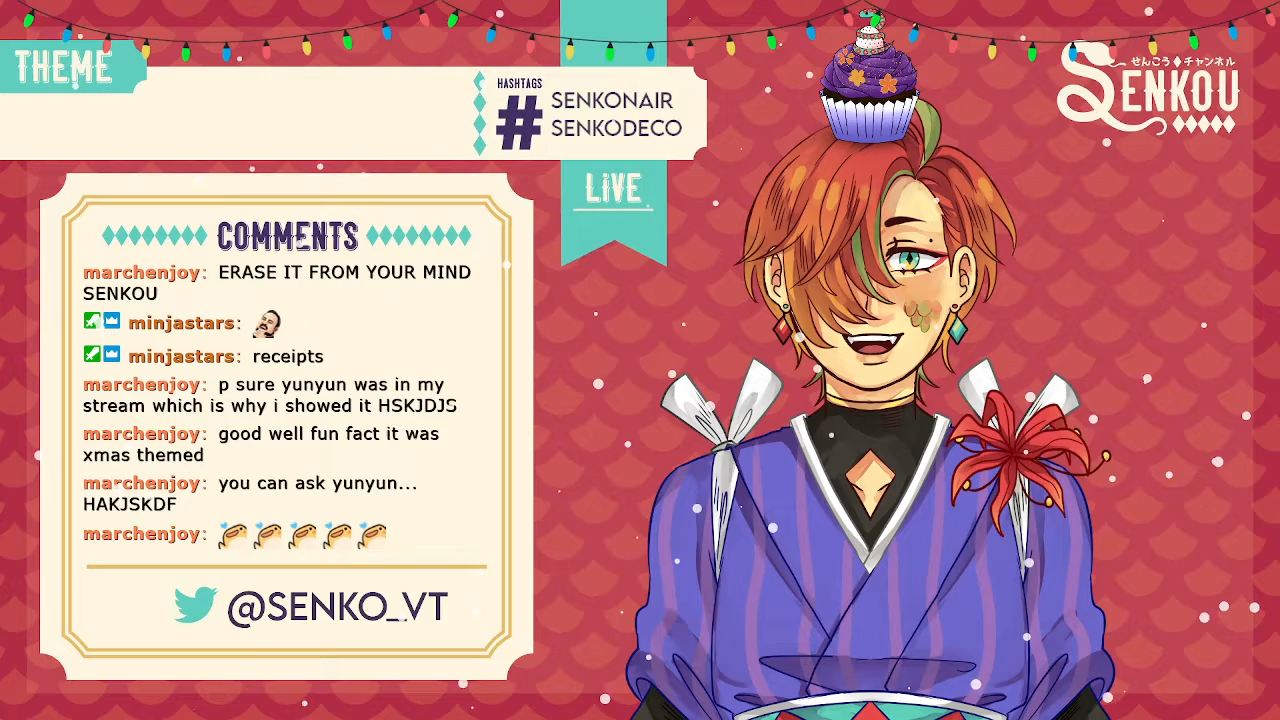 THEME
HASHTAGS
#
SENKONAIR
SENKODECO
せんこう♦チャンネル
SENKOU
LIVE
COMMENTS
marchenjoy: ERASE IT FROM YOUR MIND
SENKOU
minjastars:
minjastars: receipts
marchenjoy: p sure yunyun was in my
stream which is why i showed it HSKJDJS
marchenjoy: good well fun fact it was
xmas themed
marchenjoy: you can ask yunyun...
HAKJSKDF
marchenjoy:
@SENKO_VT